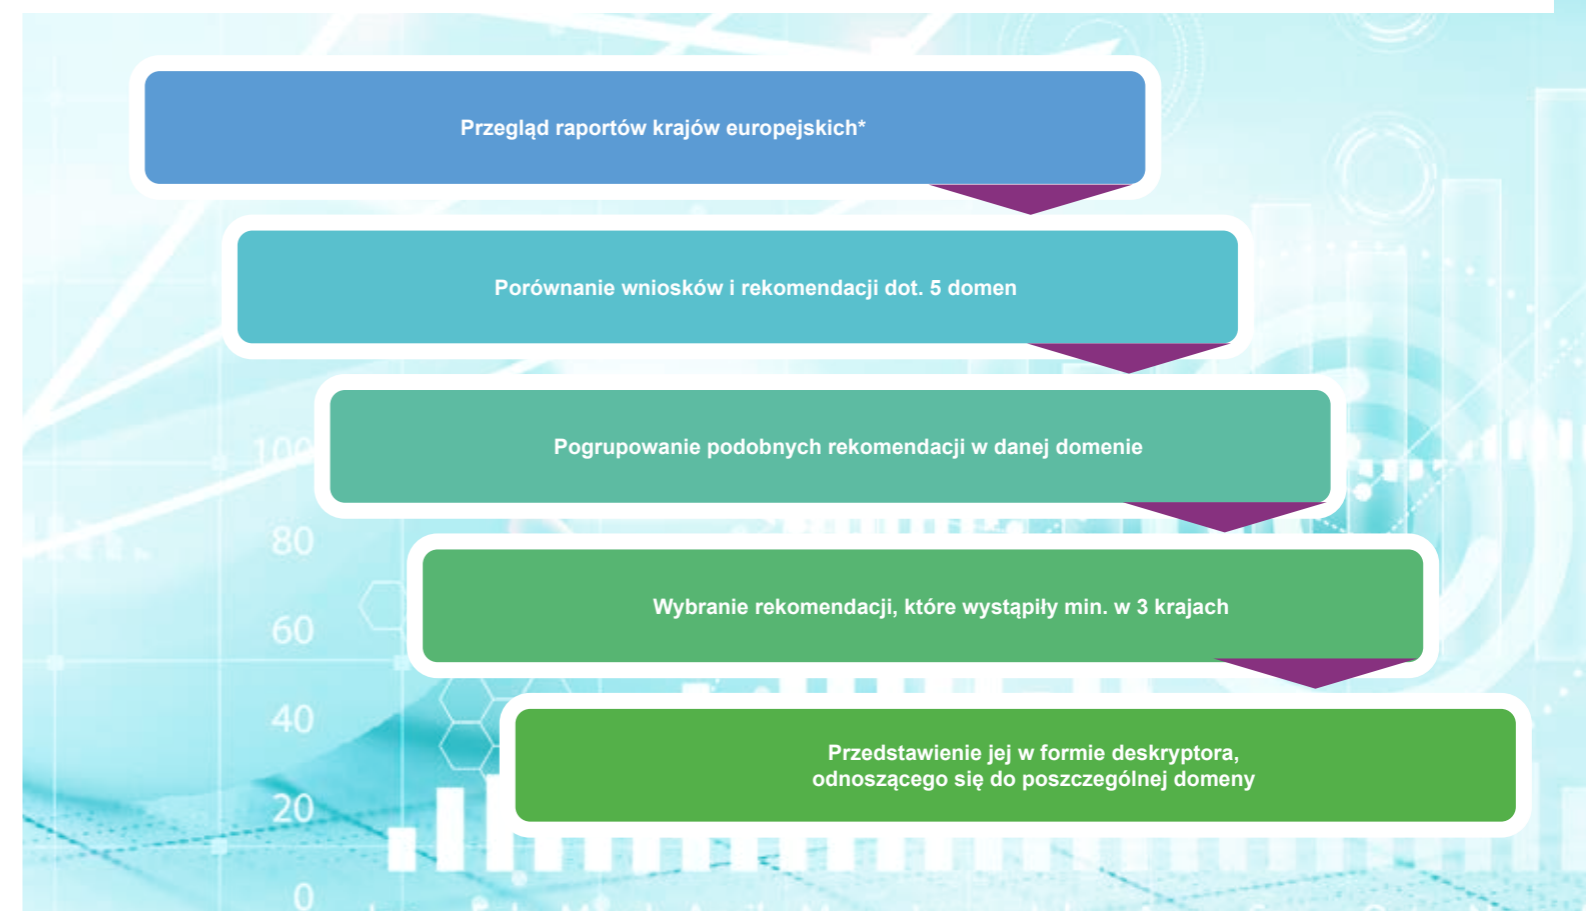 Przegląd raportów krajów europejskich*
Porównanie wniosków i rekomendacji dot. 5 domen
Pogrupowanie podobnych rekomendacji w danej domenie
100
80
Wybranie rekomendacji, które wystąpiły min. w 3 krajach
60
40
Przedstawienie jej w formie deskryptora,
odnoszącego się do poszczególnej domeny
20
0